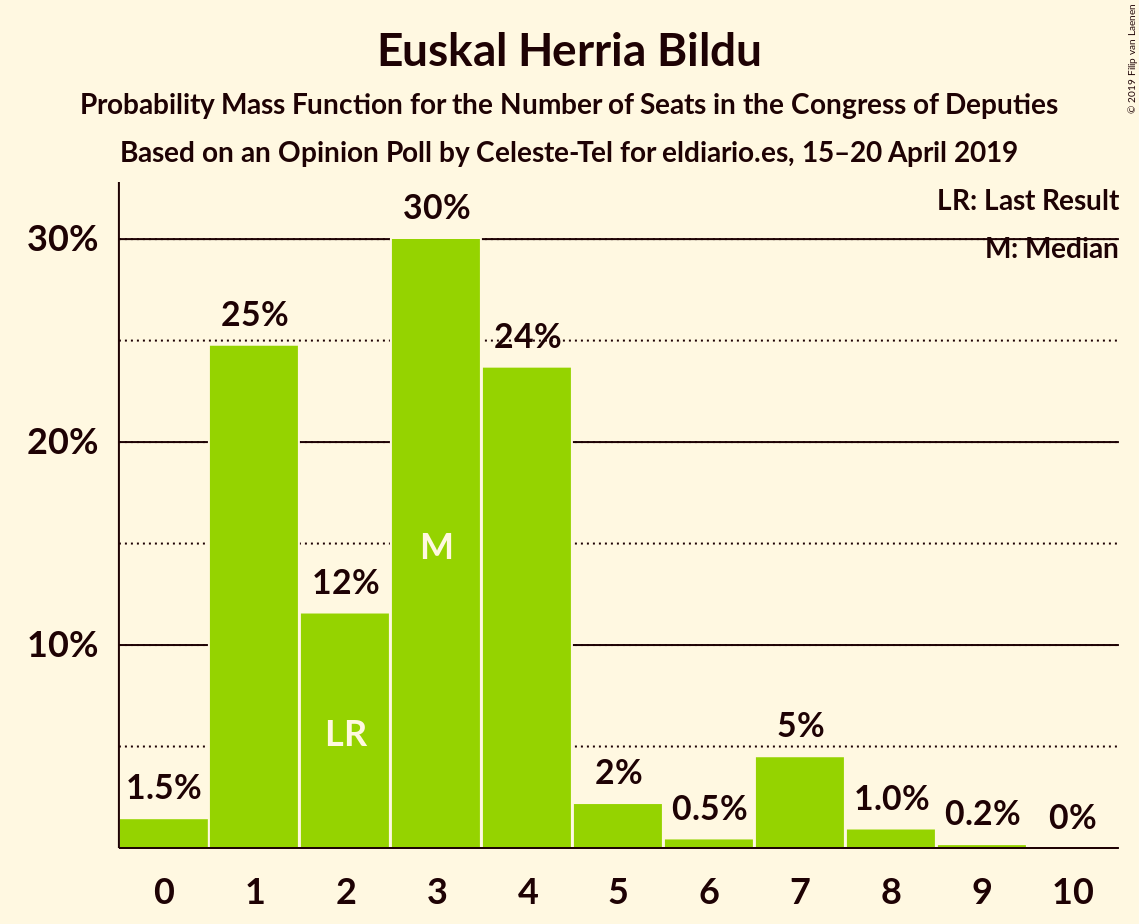 Euskal Herria Bildu
Probability Mass Function for the Number of Seats in the Congress of Deputies
Based on an Opinion Poll by Celeste-Tel for eldiario.es, 15–20 April 2019
© 2019 Filip van Laenen
LR: Last Result
M: Median
30%
20%
10%
1.5%
25%
12%
30%
24%
2%
0.5%
5%
1.0%
0.2%
0%
LR
M
0 1 2 3 4 5 6 7 8 9 10